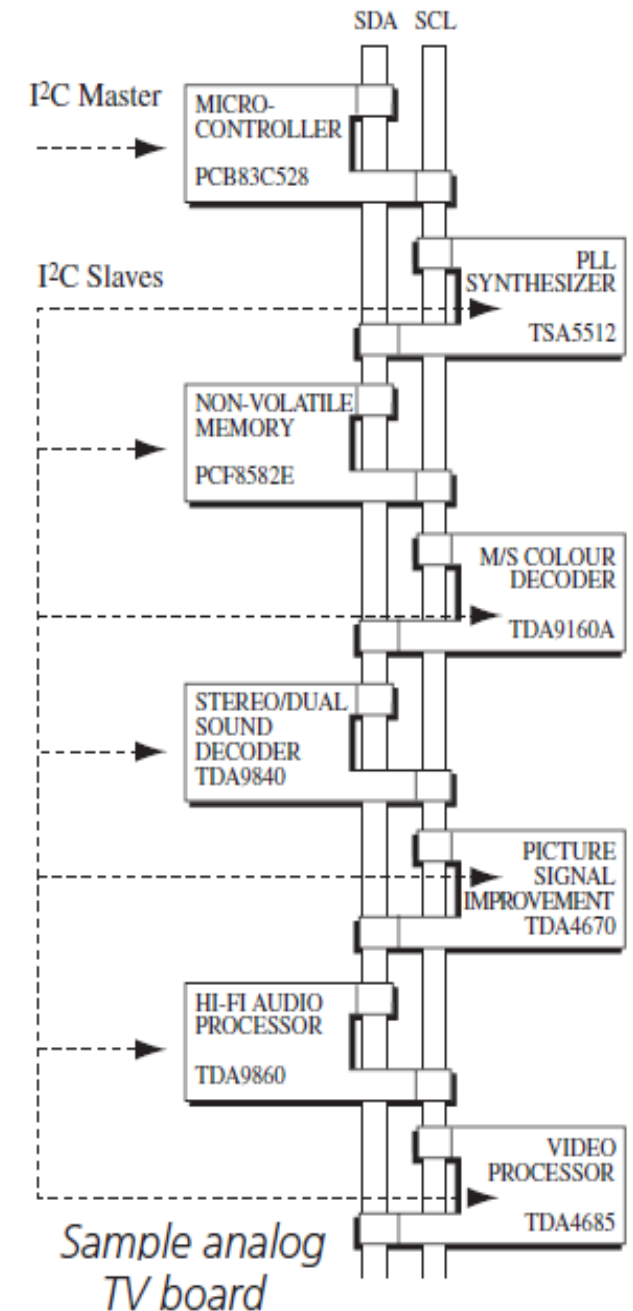 SDA SCL
I²C Master
MICRO-
CONTROLLER
PCB83C528
PLL
SYNTHESIZER
TSA5512
I²C Slaves
NON-VOLATILE
MEMORY
PCF8582E
M/S COLOUR
DECODER
TDA9160A
STEREO/DUAL
SOUND
DECODER
TDA9840
PICTURE
SIGNAL
IMPROVEMENT
TDA4670
HI-FI AUDIO
PROCESSOR
TDA9860
VIDEO
PROCESSOR
TDA4685
Sample analog
TV board